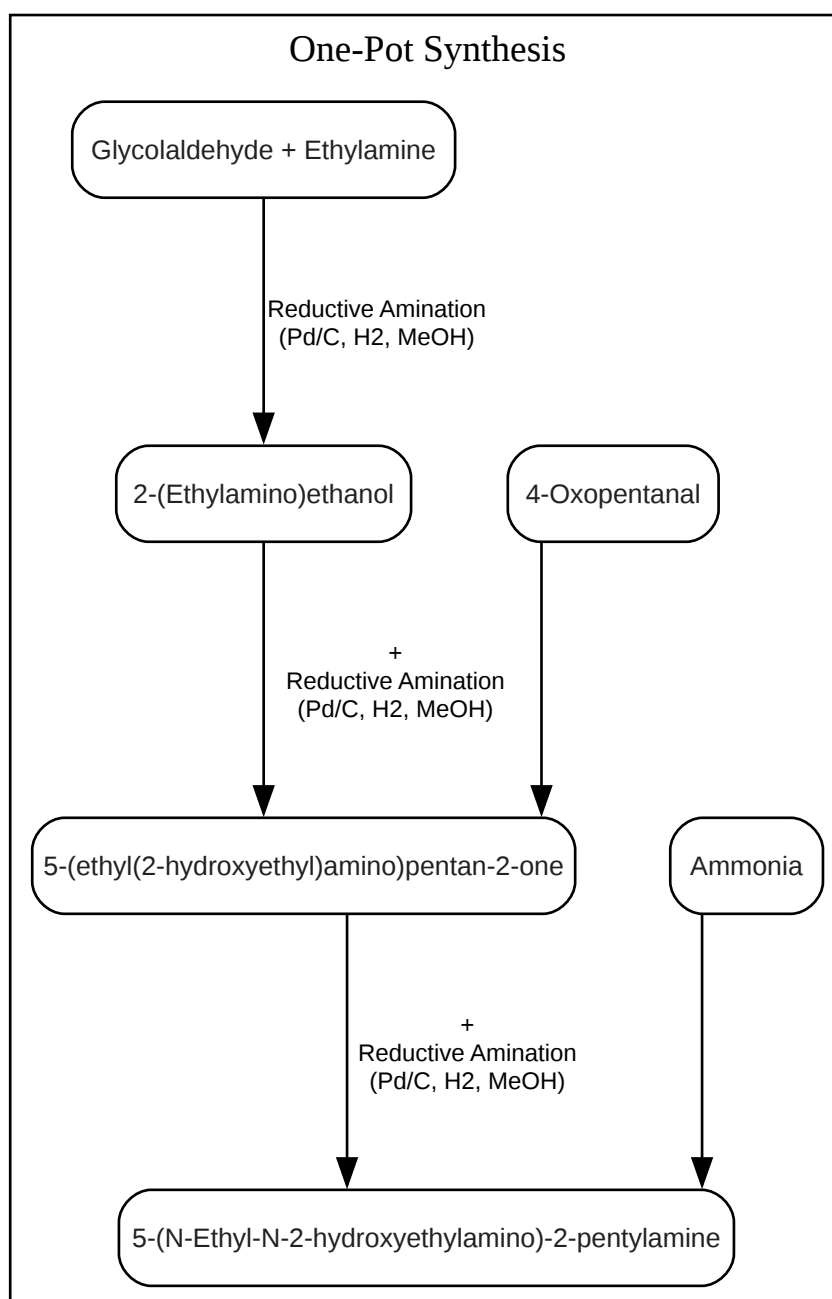 One-Pot Synthesis
Glycolaldehyde + Ethylamine
Reductive Amination
(Pd/C, H2, MeOH)
2-(Ethylamino)ethanol
4-Oxopentanal
+
Reductive Amination
(Pd/C, H2, MeOH)
5-(ethyl(2-hydroxyethyl)amino)pentan-2-one
Ammonia
+
Reductive Amination
(Pd/C, H2, MeOH)
5-(N-Ethyl-N-2-hydroxyethylamino)-2-pentylamine